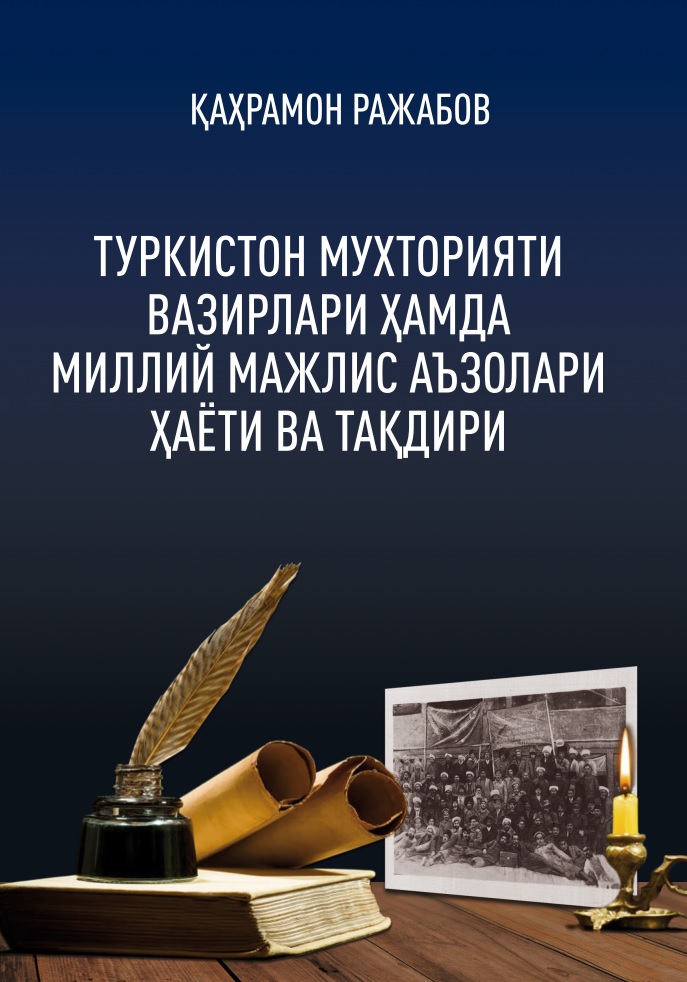 ҚАҲРАМОН РАЖАБОВ
ТУРКИСТОН МУХТОРИЯТИ
ВАЗИРЛАРИ ҲАМДА
МИЛЛИЙ МАЖЛИС АЪЗОЛАРИ
ҲАЁТИ ВА ТАҚДИРИ